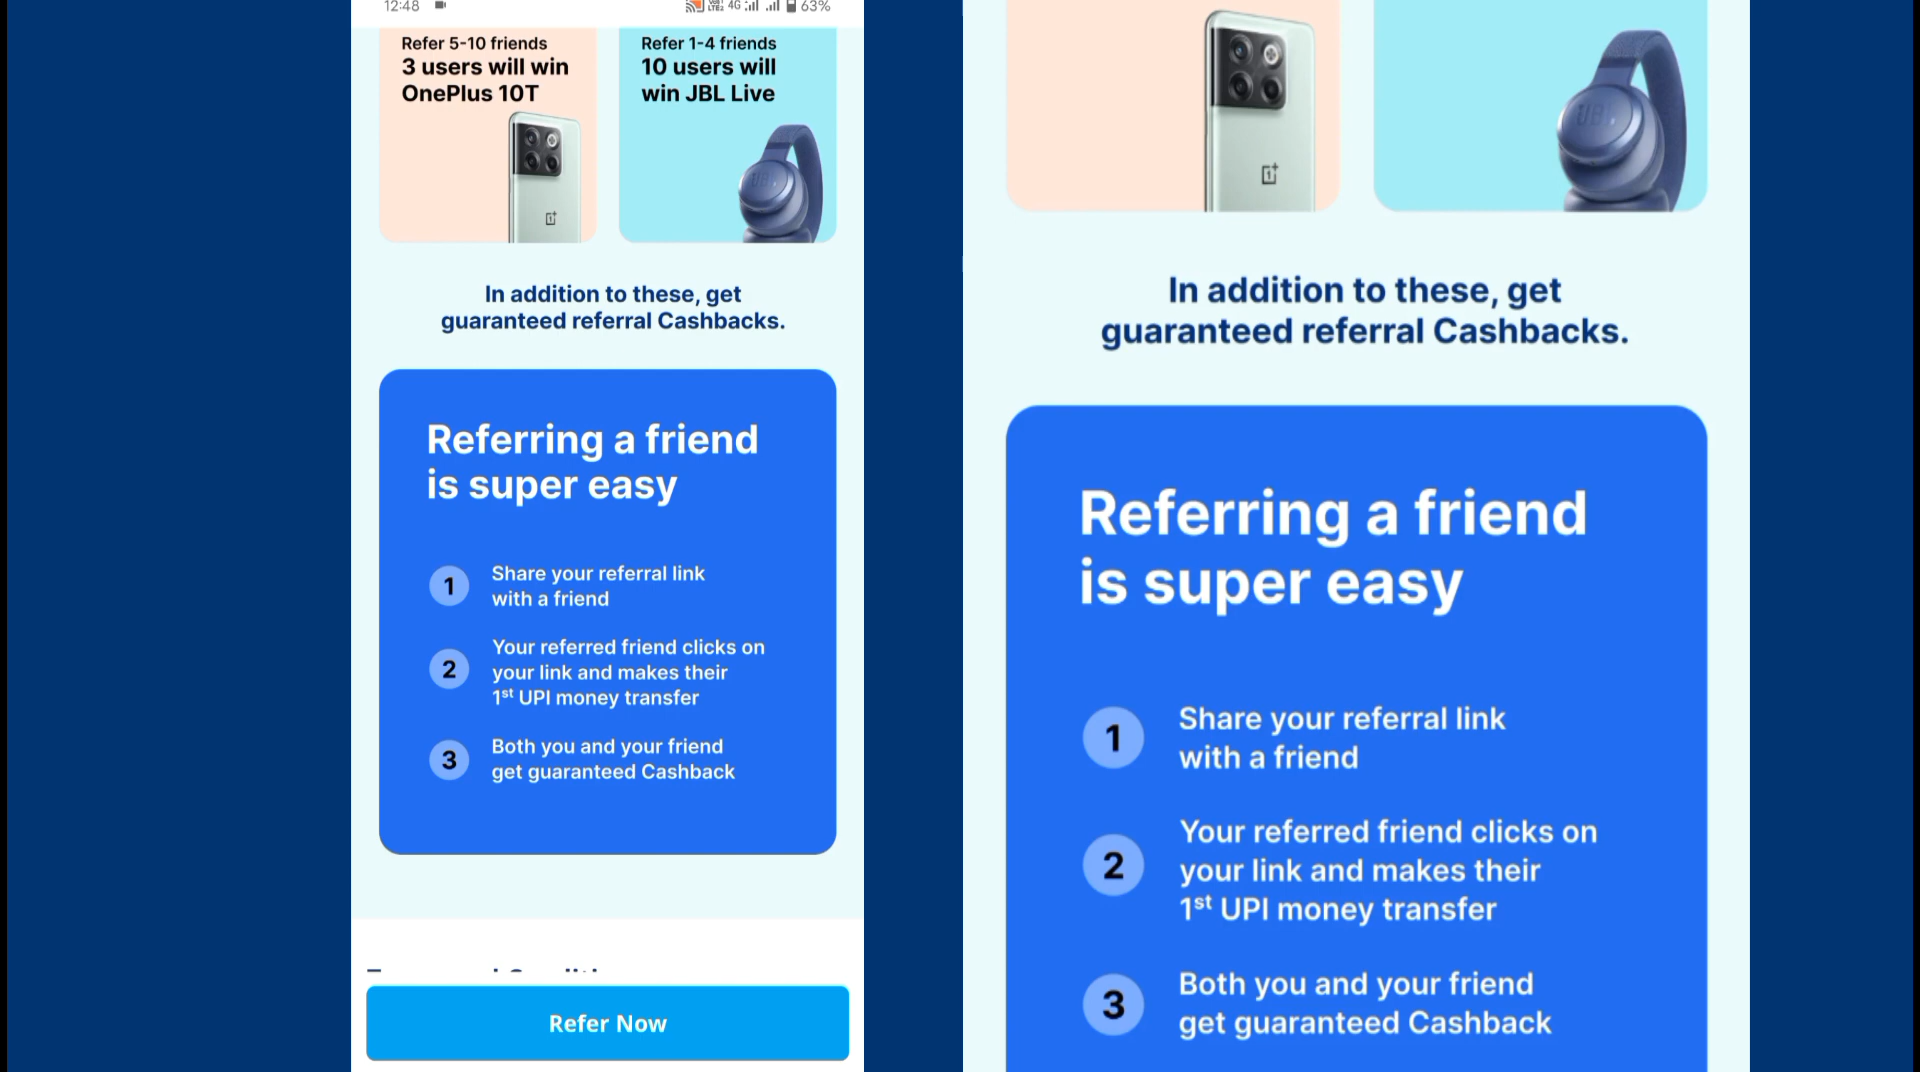 12:48
4G
63%
Refer 5-10 friends
3 users will win
OnePlus 10T
Refer 1-4 friends
10 users will
win JBL Live
JBL
In addition to these, get
guaranteed referral Cashbacks.
Referring a friend
is super easy
1
Share your referral link
with a friend
2
Your referred friend clicks on
your link and makes their
1st UPI money transfer
3
Both you and your friend
get guaranteed Cashback
Refer Now
JBL
In addition to these, get
guaranteed referral Cashbacks.
Referring a friend
is super easy
1
Share your referral link
with a friend
2
Your referred friend clicks on
your link and makes their
1st UPI money transfer
3
Both you and your friend
get guaranteed Cashback